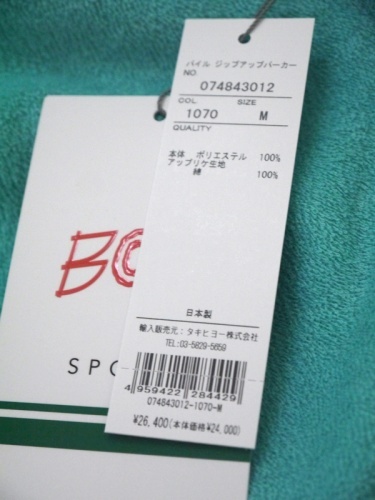 パイル ジップアップパーカー
NO.
074843012
COL. SIZE
1070 M
QUALITY
本体 ポリエステル 100%
アップリケ生地
綿 100%
日本製
輸入販売元:タキヒヨー株式会社
TEL:03-5829-5659
4 959422 284429
074843012-1070-M
¥26,400(本体価格¥24,000)
BO
SPO